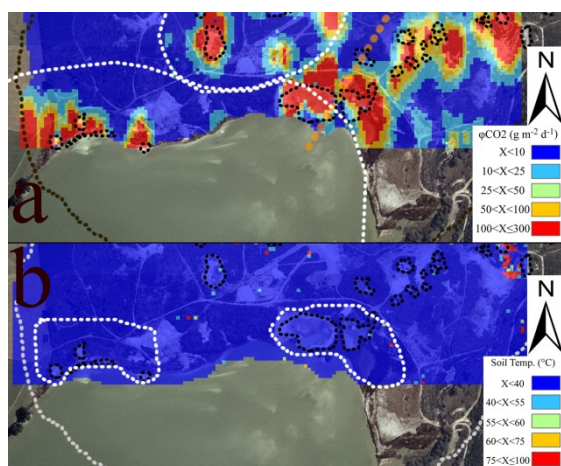 a
N
φCO2 (g m⁻² d⁻¹)
X<10
10<X<25
25<X<50
50<X<100
100<X≤300
b
N
Soil Temp. (°C)
X<40
40<X<55
55<X<60
60<X<75
75<X≤100